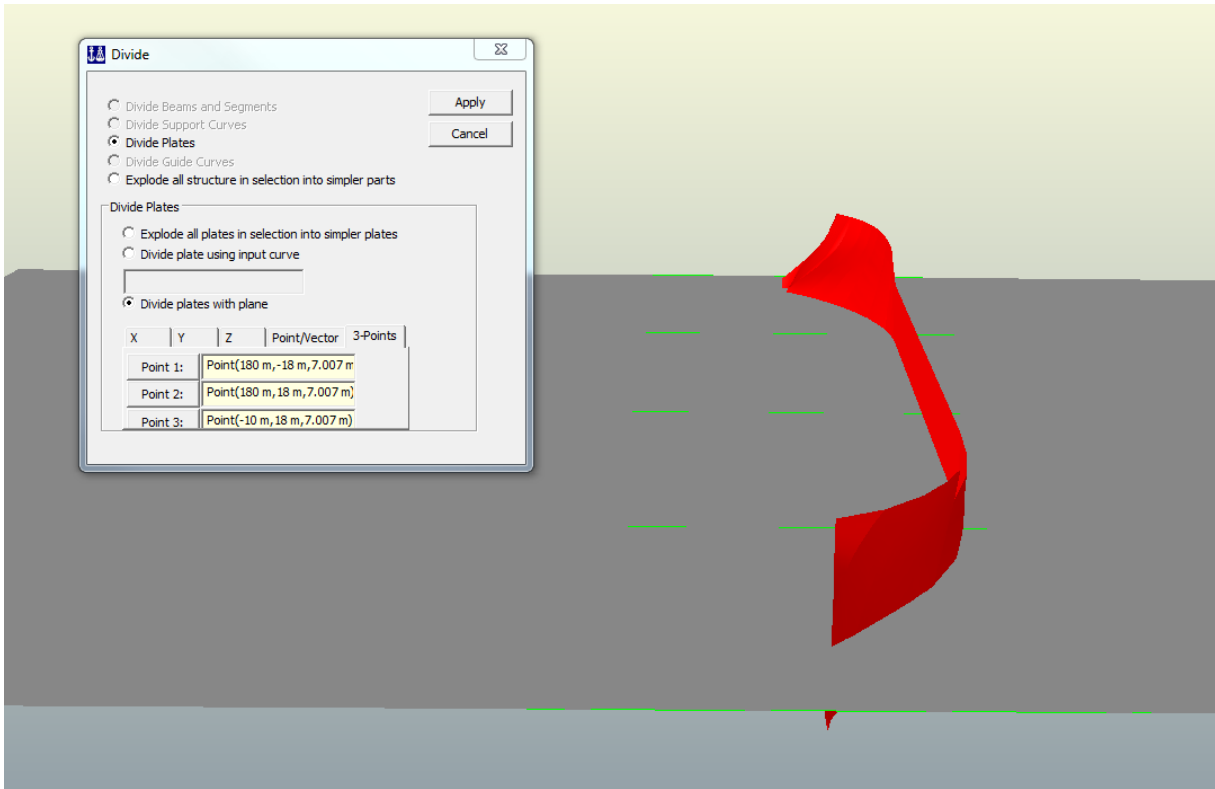 Divide
Divide Beams and Segments
Apply
Divide Support Curves
Divide Plates
Cancel
Divide Guide Curves
Explode all structure in selection into simpler parts
Divide Plates
Explode all plates in selection into simpler plates
Divide plate using input curve
Divide plates with plane
X Y Z Point/Vector 3-Points
Point 1: Point(180 m,-18 m,7.007 m
Point 2: Point(180 m,18 m,7.007 m)
Point 3: Point(-10 m,18 m,7.007 m)